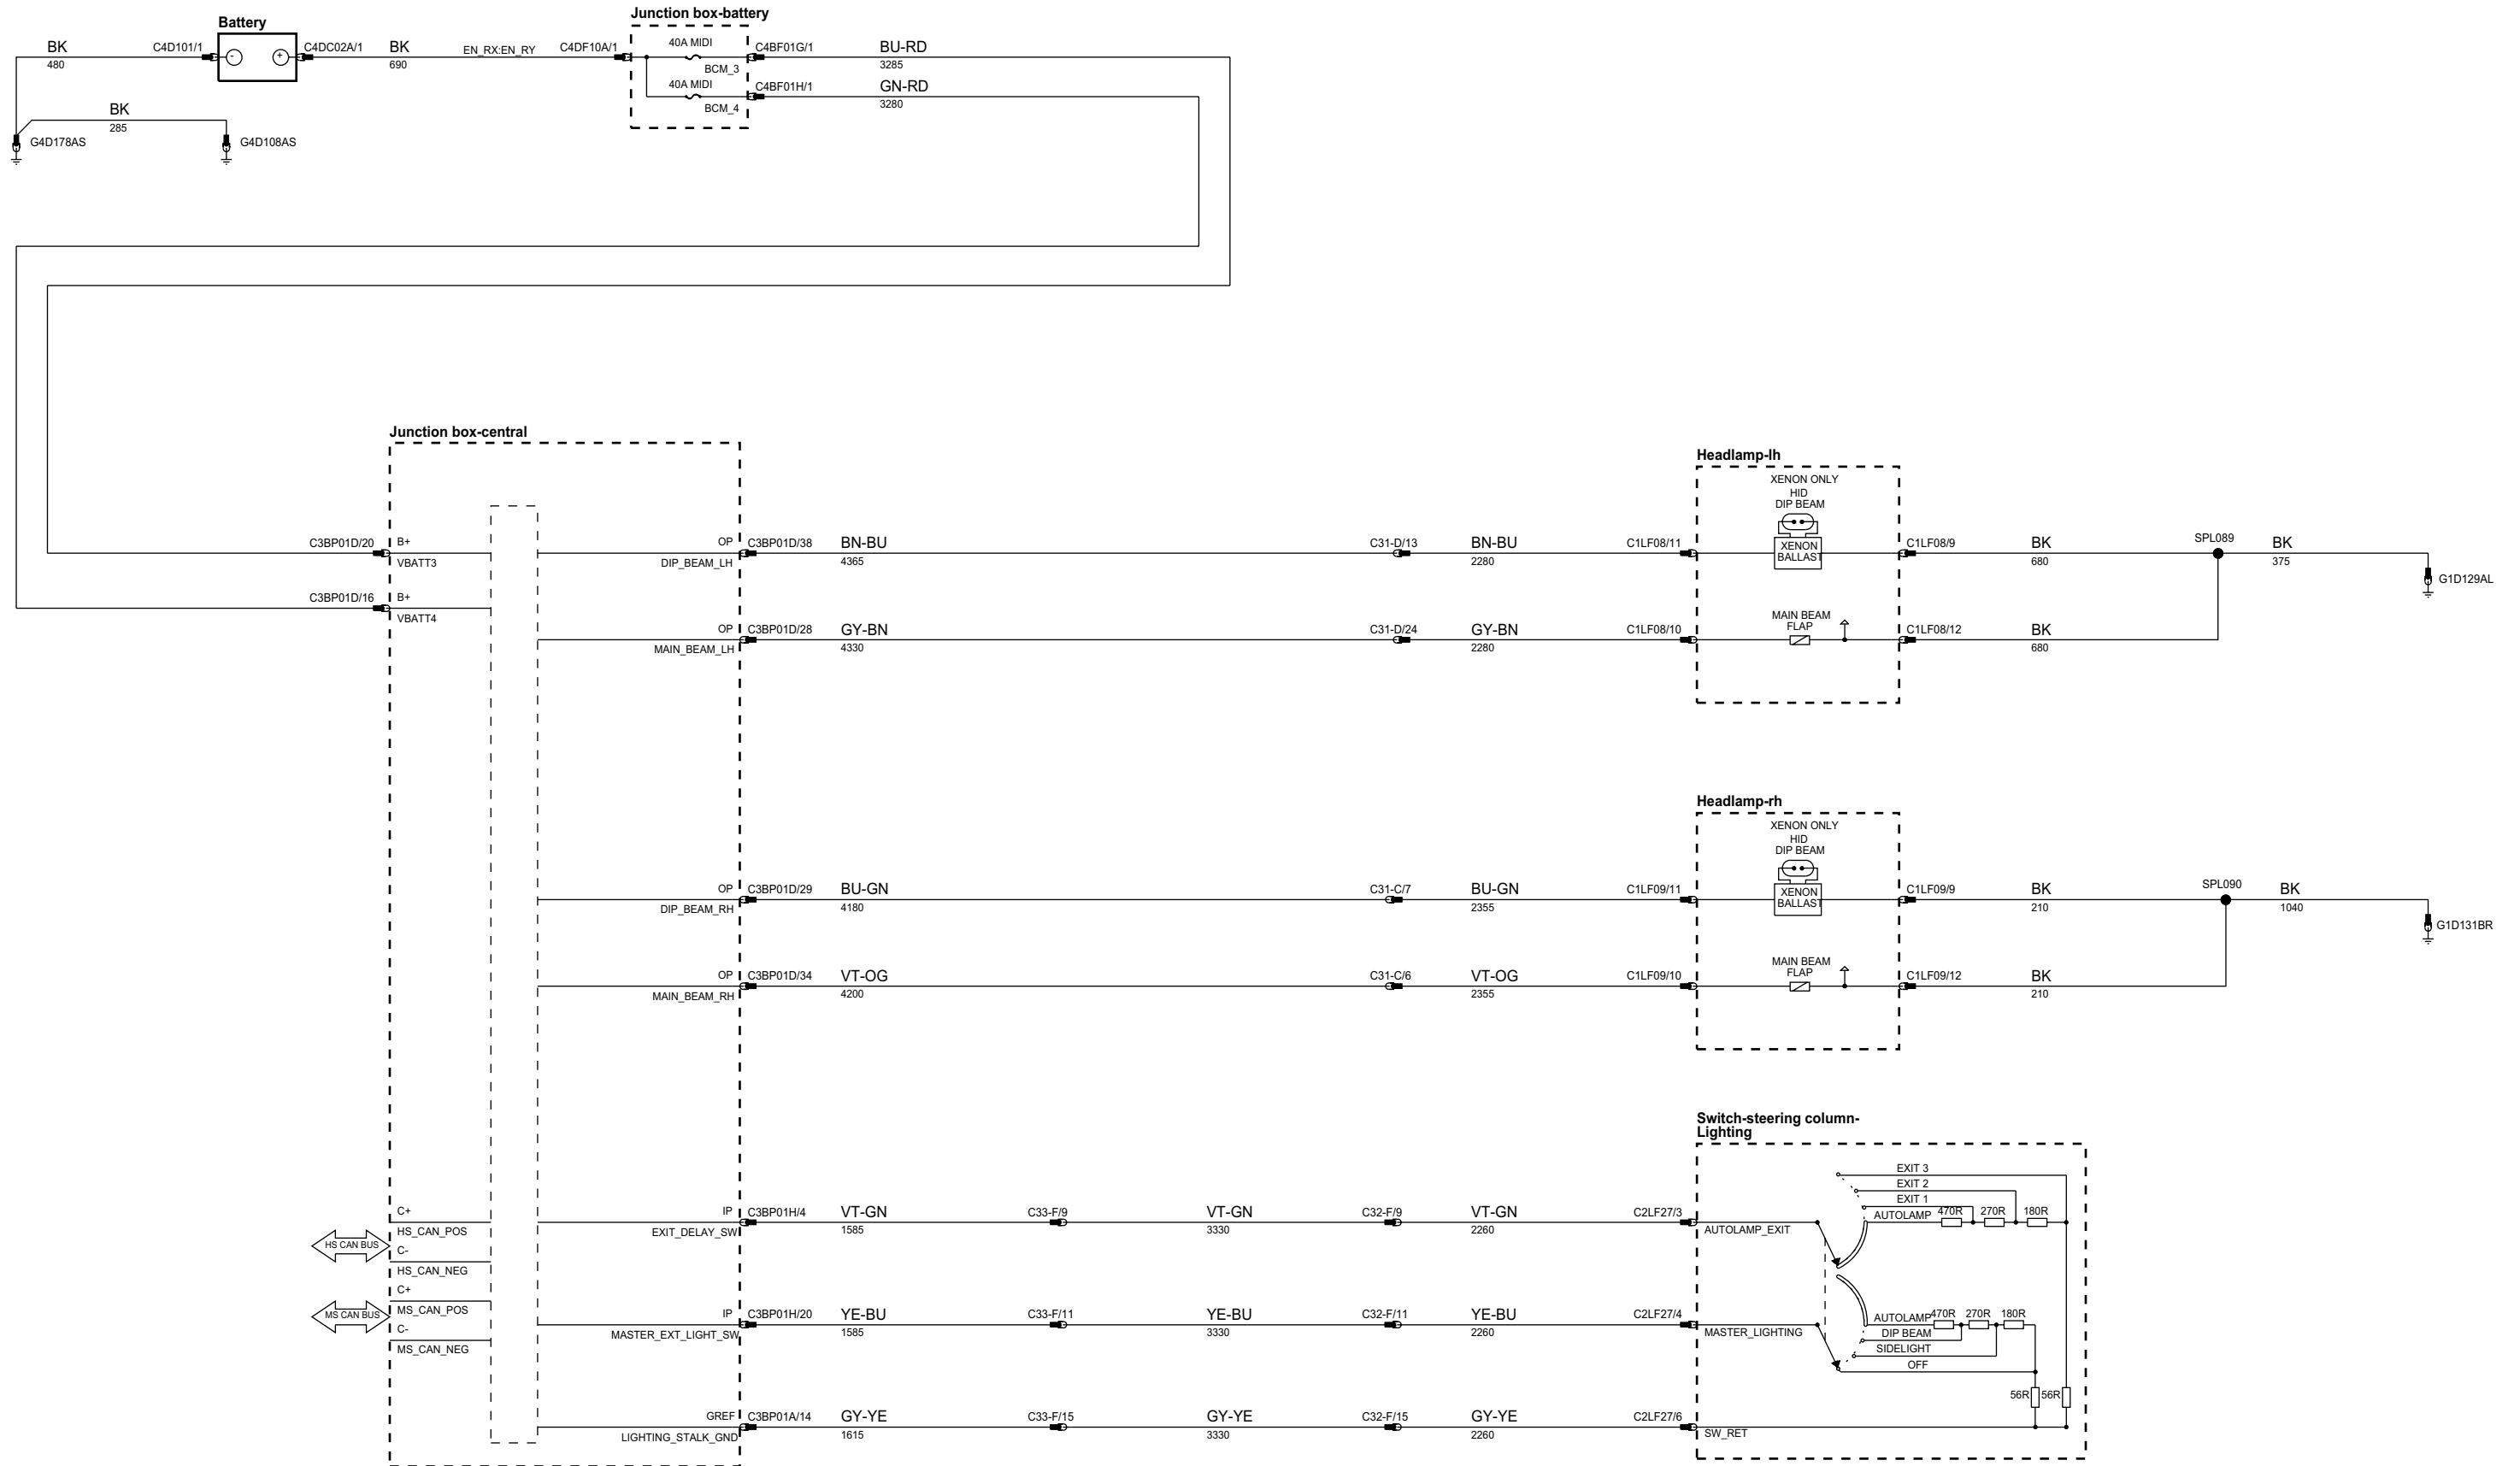 Battery
Junction box-battery
BK
480
C4D101/1
-
+
C4DC02A/1
BK
690
EN_RX:EN_RY
C4DF10A/1
40A MIDI
BCM_3
C4BF01G/1
BU-RD
3285
40A MIDI
BCM_4
C4BF01H/1
GN-RD
3280
BK
285
G4D178AS
G4D108AS
Junction box-central
Headlamp-lh
XENON ONLY
HID
DIP BEAM
C3BP01D/20
B+
VBATT3
OP
DIP_BEAM_LH
C3BP01D/38
BN-BU
4365
C31-D/13
BN-BU
2280
C1LF08/11
XENON
BALLAST
C1LF08/9
BK
680
SPL089
BK
375
G1D129AL
C3BP01D/16
B+
VBATT4
OP
MAIN_BEAM_LH
C3BP01D/28
GY-BN
4330
C31-D/24
GY-BN
2280
C1LF08/10
MAIN BEAM
FLAP
C1LF08/12
BK
680
Headlamp-rh
XENON ONLY
HID
DIP BEAM
OP
DIP_BEAM_RH
C3BP01D/29
BU-GN
4180
C31-C/7
BU-GN
2355
C1LF09/11
XENON
BALLAST
C1LF09/9
BK
210
SPL090
BK
1040
G1D131BR
OP
MAIN_BEAM_RH
C3BP01D/34
VT-OG
4200
C31-C/6
VT-OG
2355
C1LF09/10
MAIN BEAM
FLAP
C1LF09/12
BK
210
Switch-steering column-
Lighting
EXIT 3
EXIT 2
EXIT 1
AUTOLAMP
470R
270R
180R
HS CAN BUS
C+
HS_CAN_POS
C-
HS_CAN_NEG
IP
EXIT_DELAY_SW
C3BP01H/4
VT-GN
1585
C33-F/9
VT-GN
3330
C32-F/9
VT-GN
2260
C2LF27/3
AUTOLAMP_EXIT
MS CAN BUS
C+
MS_CAN_POS
C-
MS_CAN_NEG
IP
MASTER_EXT_LIGHT_SW
C3BP01H/20
YE-BU
1585
C33-F/11
YE-BU
3330
C32-F/11
YE-BU
2260
C2LF27/4
MASTER_LIGHTING
AUTOLAMP
470R
270R
180R
DIP BEAM
SIDELIGHT
OFF
56R
56R
GREF
LIGHTING_STALK_GND
C3BP01A/14
GY-YE
1615
C33-F/15
GY-YE
3330
C32-F/15
GY-YE
2260
C2LF27/6
SW_RET